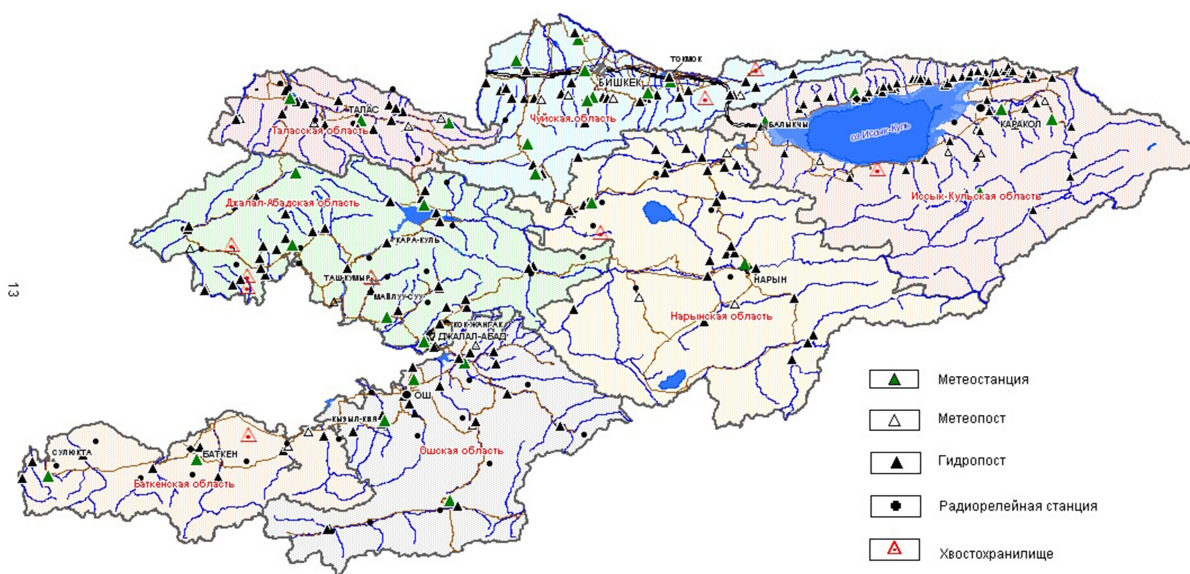 ТОКМОК
БИШКЕК
ТАЛАС
Таласская область
Чуйская область
БАЛЫКЧЫ
оз.Иссык-Куль
КАРАКОЛ
Иссык-Кульская область
Джалал-Абадская область
КАРА-КУЛЬ
ТАШ-КУМЫР
МАЙЛУУ-СУУ
НАРЫН
Нарынская область
КОК-ЖАНГАК
ДЖАЛАЛ-АБАД
ОШ
КЫЗЫЛ-КИЯ
Ошская область
СУЛЮКТА
БАТКЕН
Баткенская область
13
Метеостанция
Метеопост
Гидропост
Радиорелейная станция
Хвостохранилище